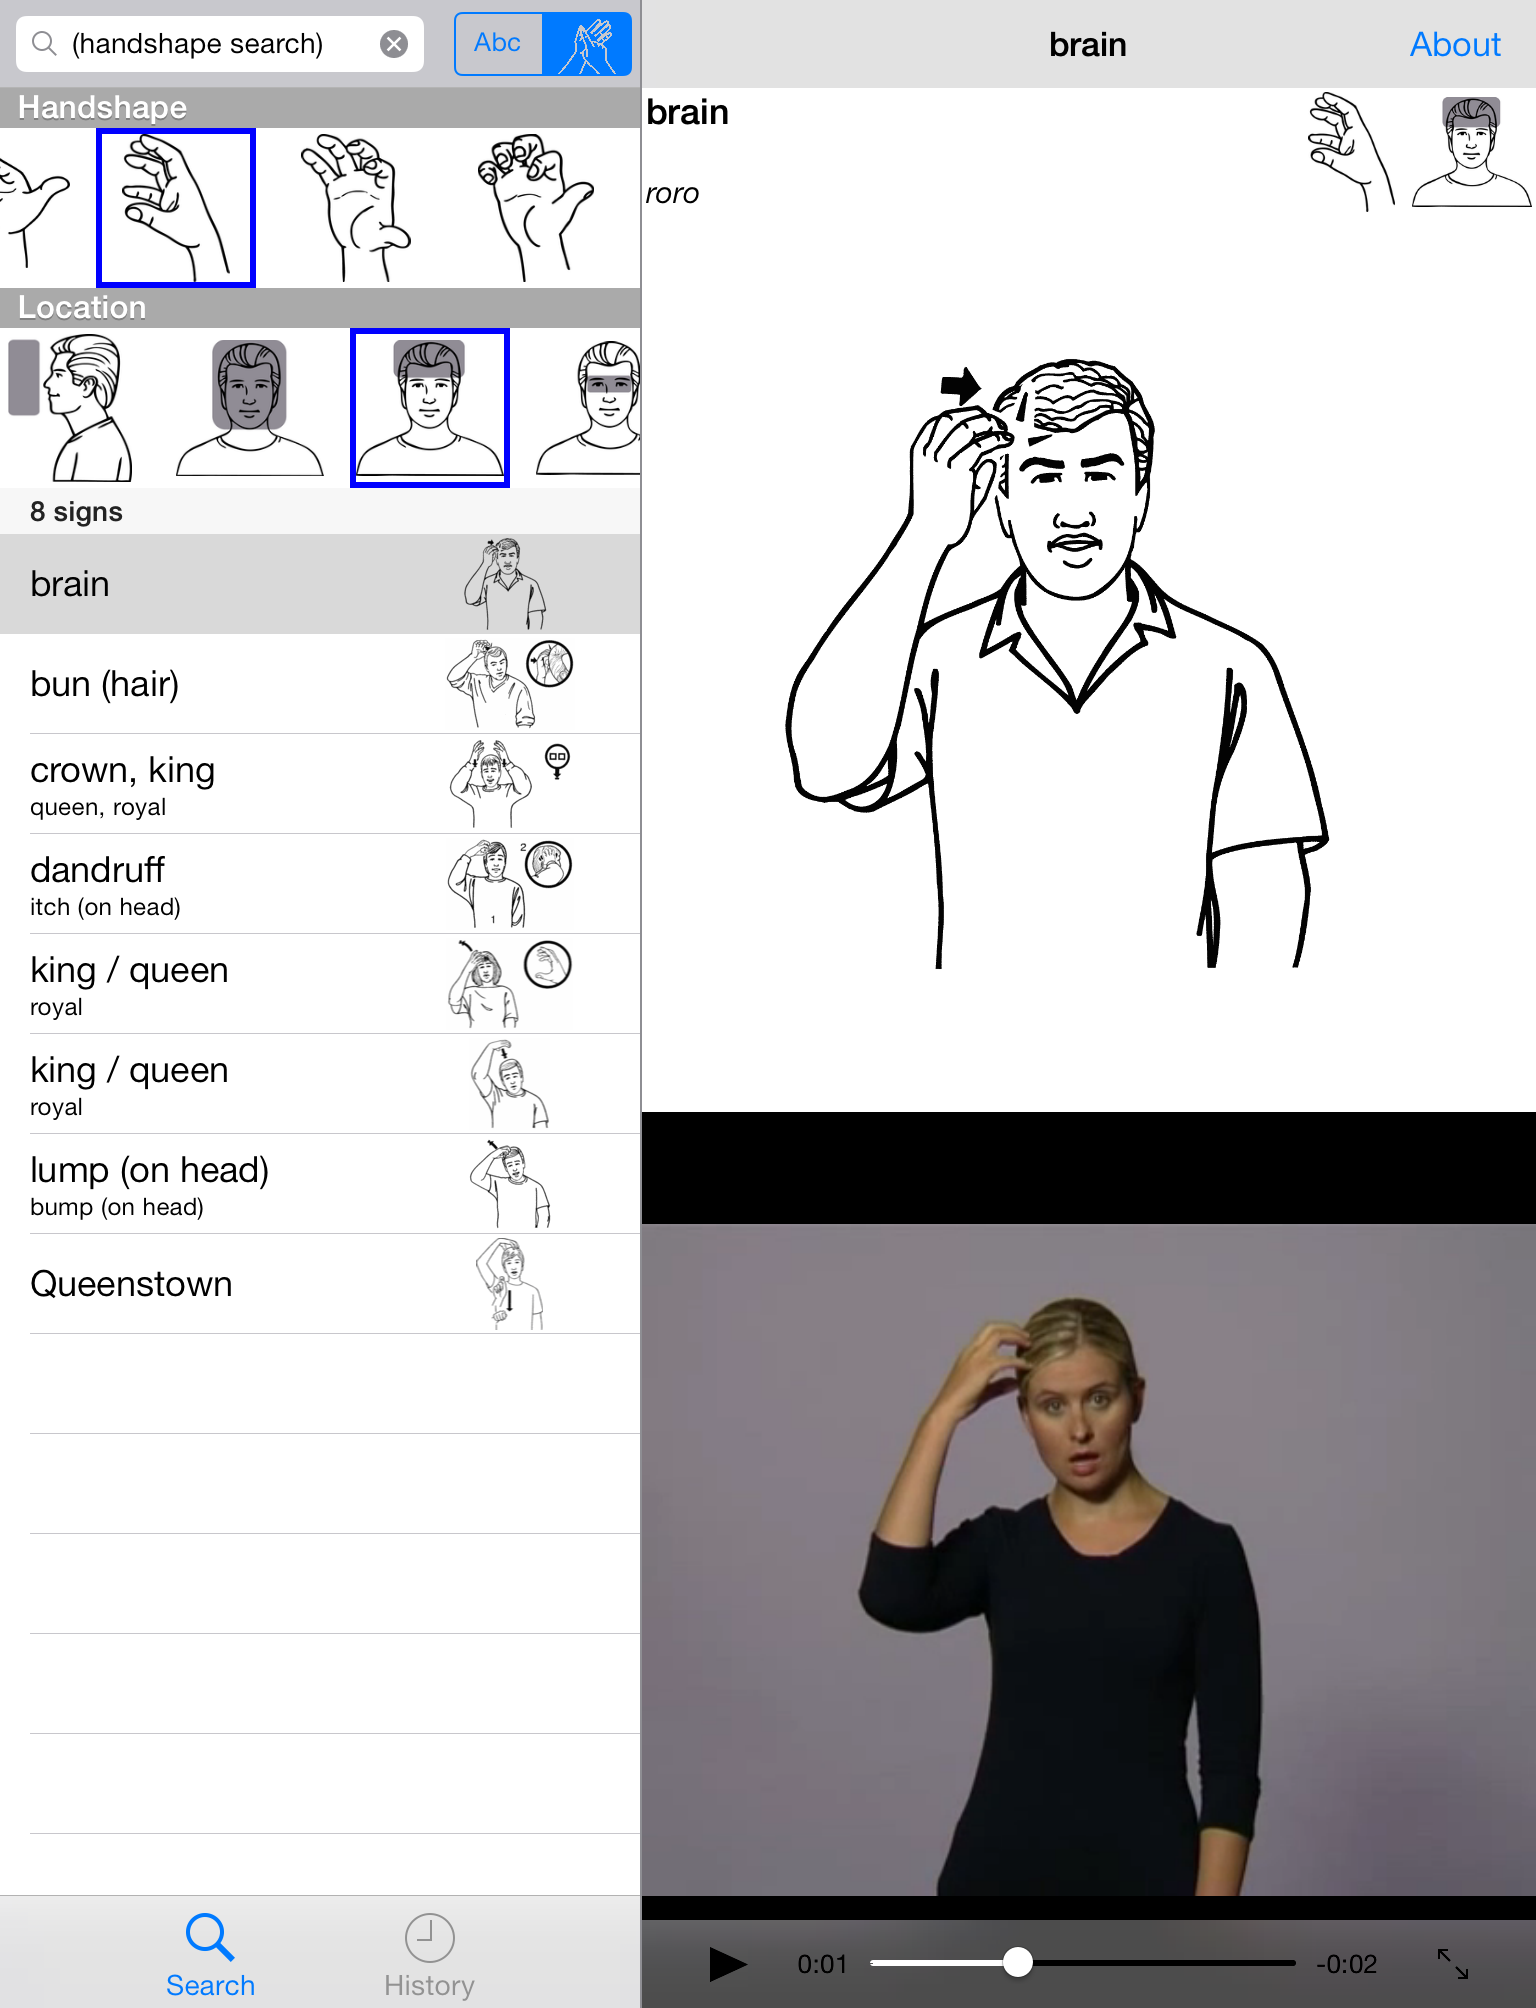 (handshape search)
Abc
Handshape
Location
8 signs
brain
bun (hair)
crown, king
queen, royal
dandruff
itch (on head)
2
1
king / queen
royal
king / queen
royal
lump (on head)
bump (on head)
Queenstown
Search
History
brain
About
brain
roro
0:01
-0:02